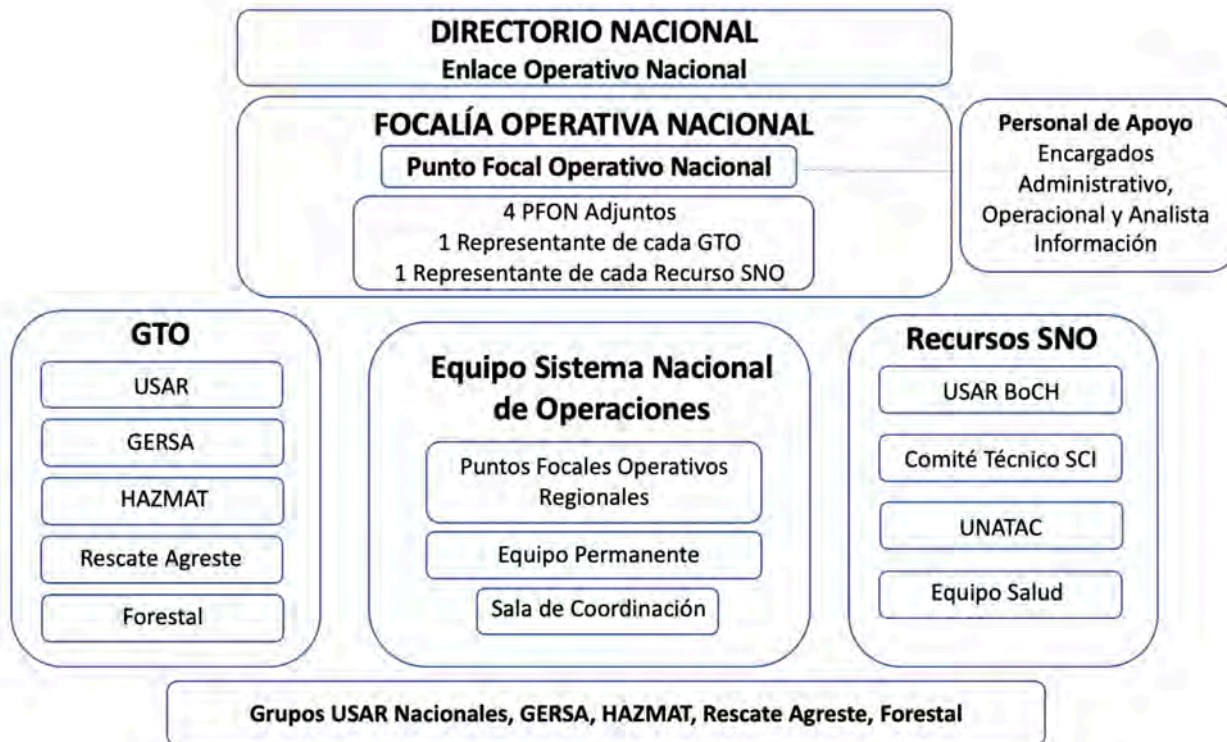 DIRECTORIO NACIONAL
Enlace Operativo Nacional
FOCALÍA OPERATIVA NACIONAL
Punto Focal Operativo Nacional
4 PFON Adjuntos
1 Representante de cada GTO
1 Representante de cada Recurso SNO
Personal de Apoyo
Encargados
Administrativo,
Operacional y Analista
Información
GTO
USAR
GERSA
HAZMAT
Rescate Agreste
Forestal
Equipo Sistema Nacional
de Operaciones
Puntos Focales Operativos
Regionales
Equipo Permanente
Sala de Coordinación
Recursos SNO
USAR BoCH
Comité Técnico SCI
UNATAC
Equipo Salud
Grupos USAR Nacionales, GERSA, HAZMAT, Rescate Agreste, Forestal